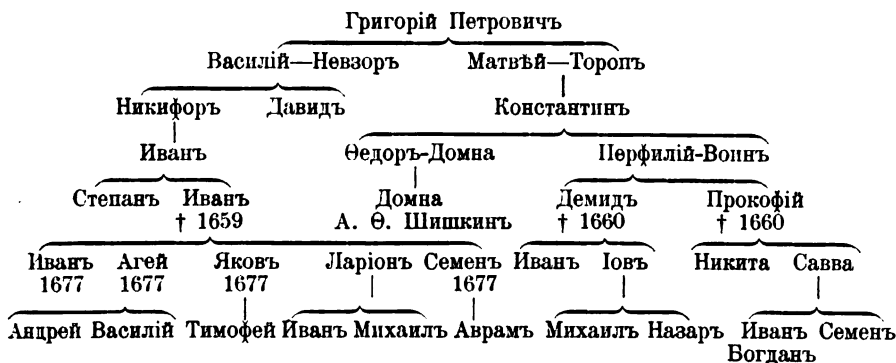 Григорій Петровичъ
Василій—Невзоръ Матвѣй—Торопъ
Никифоръ Давидъ Константинъ
Иванъ Ѳедоръ-Домна Перфилій-Воинъ
Степанъ Иванъ Домна Демидъ Прокофій
† 1659 А. Ѳ. Шишкинъ † 1660 † 1660
Иванъ Агей Яковъ Ларіонъ Семенъ Иванъ Іовъ Никита Савва
1677 1677 1677 1677
Андрей Василій Тимофей Иванъ Михаилъ Аврамъ Михаилъ Назаръ Иванъ Семенъ
Богданъ